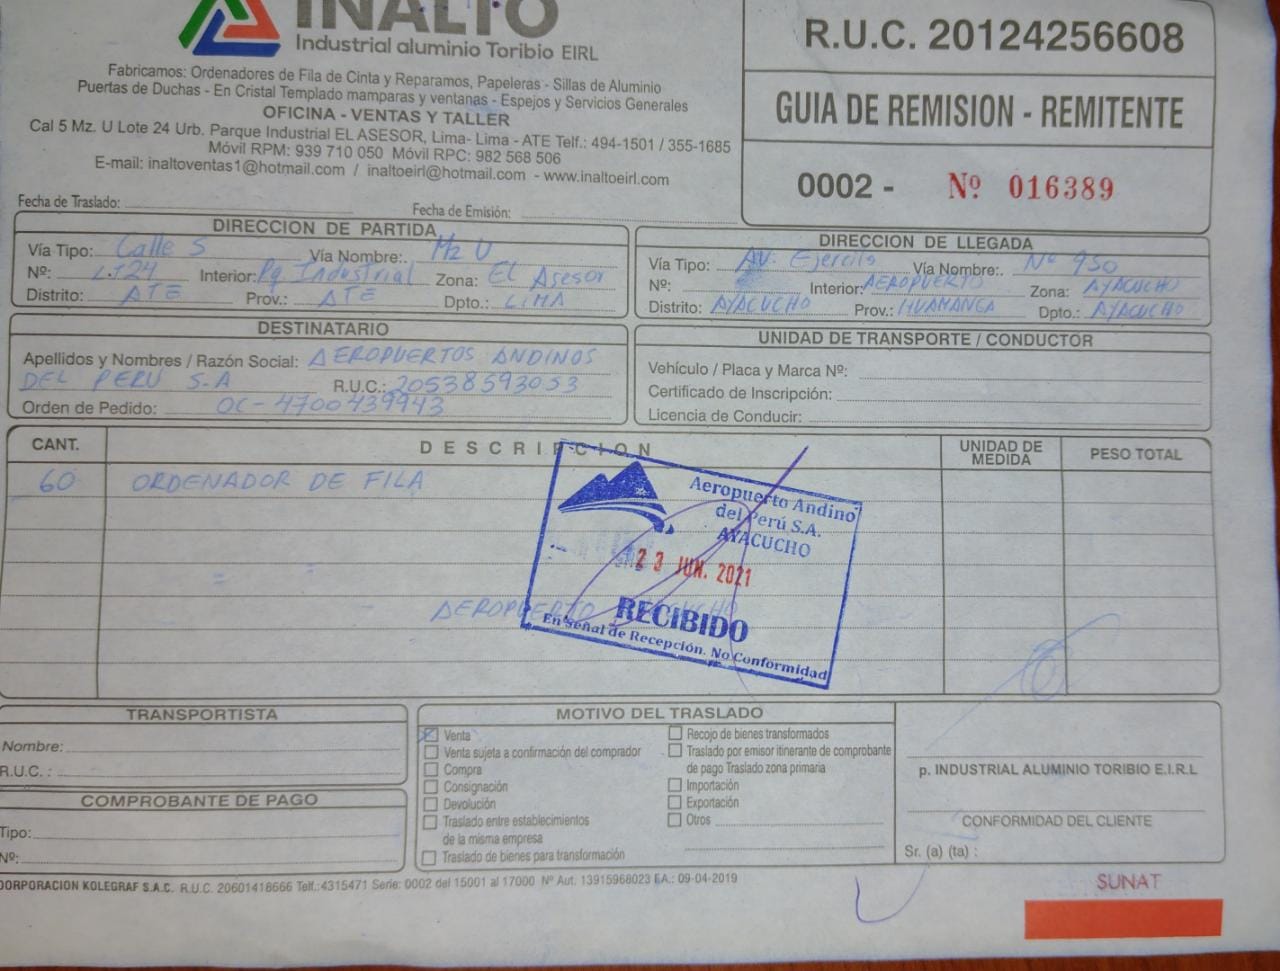 INALTO
Industrial aluminio Toribio EIRL
Fabricamos: Ordenadores de Fila de Cinta y Reparamos, Papeleras - Sillas de Aluminio
Puertas de Duchas - En Cristal Templado mamparas y ventanas - Espejos y Servicios Generales
OFICINA - VENTAS Y TALLER
Cal 5 Mz. U Lote 24 Urb. Parque Industrial EL ASESOR, Lima- Lima - ATE Telf.: 494-1501 / 355-1685
Móvil RPM: 939 710 050 Móvil RPC: 982 568 506
E-mail: inaltoventas1@hotmail.com / inaltoeirl@hotmail.com - www.inaltoeirl.com
R.U.C. 20124256608
GUIA DE REMISION - REMITENTE
0002 - Nº 016389
Fecha de Traslado: Fecha de Emisión:
DIRECCION DE PARTIDA
Vía Tipo: Calle 5 Vía Nombre:. Mz U
Nº: LT24 Interior: Pq Industrial Zona: El Asesor
Distrito: ATE Prov.: ATE Dpto.: LIMA
DIRECCION DE LLEGADA
Vía Tipo: AV. Ejercito Vía Nombre:. Nº 950
Nº: Interior: AEROPUERTO Zona: AYACUCHO
Distrito: AYACUCHO Prov.: HUAMANGA Dpto.: AYACUCHO
DESTINATARIO
Apellidos y Nombres / Razón Social: AEROPUERTOS ANDINOS
DEL PERU S.A R.U.C.: 20538593053
Orden de Pedido: OC-4700439943
UNIDAD DE TRANSPORTE / CONDUCTOR
Vehículo / Placa y Marca Nº:
Certificado de Inscripción:
Licencia de Conducir:
CANT. DESCRIPCION UNIDAD DE MEDIDA PESO TOTAL
60 ORDENADOR DE FILA
Aeropuerto Andino
del Perú S.A.
AYACUCHO
23 JUN. 2021
AEROPUERTO
RECIBIDO
En Señal de Recepción. No Conformidad
TRANSPORTISTA
Nombre:
R.U.C. :
COMPROBANTE DE PAGO
Tipo:
Nº:
MOTIVO DEL TRASLADO
Venta
Venta sujeta a confirmación del comprador
Compra
Consignación
Devolución
Traslado entre establecimientos
de la misma empresa
Traslado de bienes para transformación
Recojo de bienes transformados
Traslado por emisor itinerante de comprobante
de pago Traslado zona primaria
Importación
Exportación
Otros
p. INDUSTRIAL ALUMINIO TORIBIO E.I.R.L
CONFORMIDAD DEL CLIENTE
Sr. (a) (ta) :
CORPORACION KOLEGRAF S.A.C. R.U.C. 20601418666 Telf.:4315471 Serie: 0002 del 15001 al 17000 Nº Aut. 13915968023 FA.: 09-04-2019
SUNAT